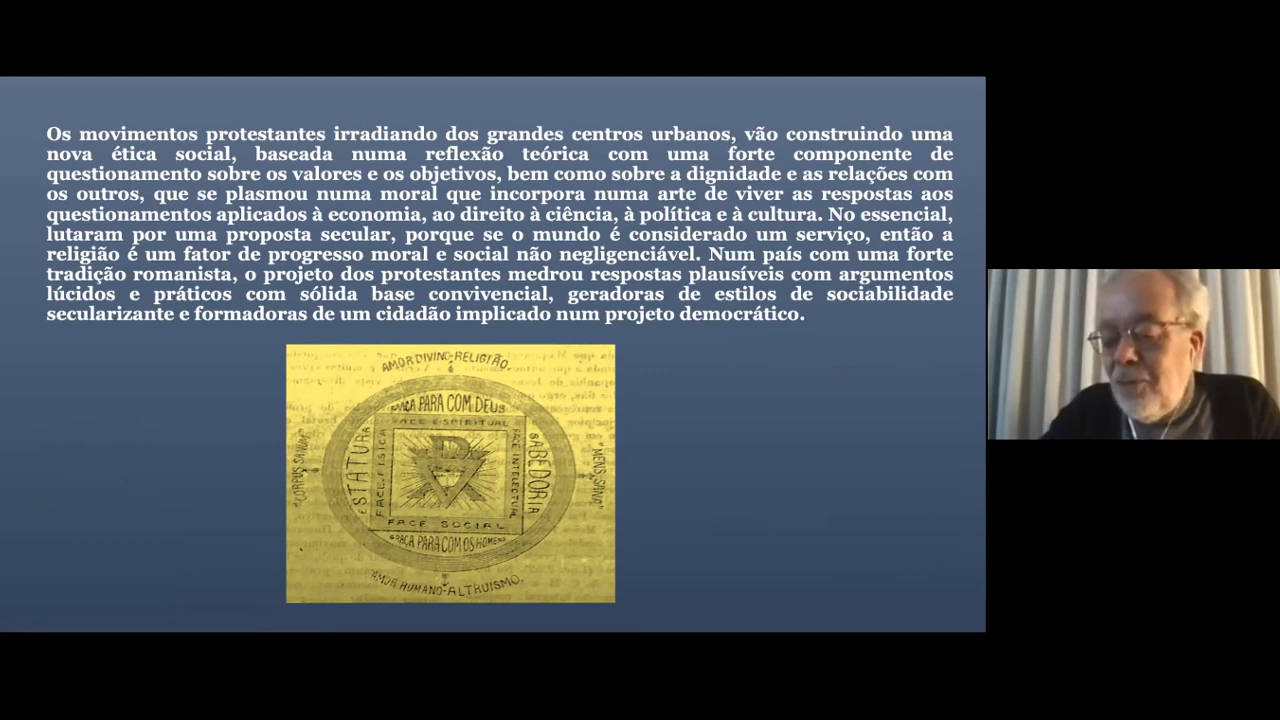 Os movimentos protestantes irradiando dos grandes centros urbanos, vão construindo uma
nova ética social, baseada numa reflexão teórica com uma forte componente de
questionamento sobre os valores e os objetivos, bem como sobre a dignidade e as relações com
os outros, que se plasmou numa moral que incorpora numa arte de viver as respostas aos
questionamentos aplicados à economia, ao direito à ciência, à política e à cultura. No essencial,
lutaram por uma proposta secular, porque se o mundo é considerado um serviço, então a
religião é um fator de progresso moral e social não negligenciável. Num país com uma forte
tradição romanista, o projeto dos protestantes medrou respostas plausíveis com argumentos
lúcidos e práticos com sólida base convivencial, geradoras de estilos de sociabilidade
secularizante e formadoras de um cidadão implicado num projeto democrático.
AMOR DIVINO-RELIGIÃO
GRAÇA PARA COM DEUS
FACE ESPIRITUAL
"CORPUS SANUM"
ESTATURA
FACE FISICA
FACE INTELECTUAL
SABEDORIA
"MENS-SANA"
FACE SOCIAL
GRAÇA PARA COM OS HOMENS
AMOR HUMANO-ALTRUISMO.